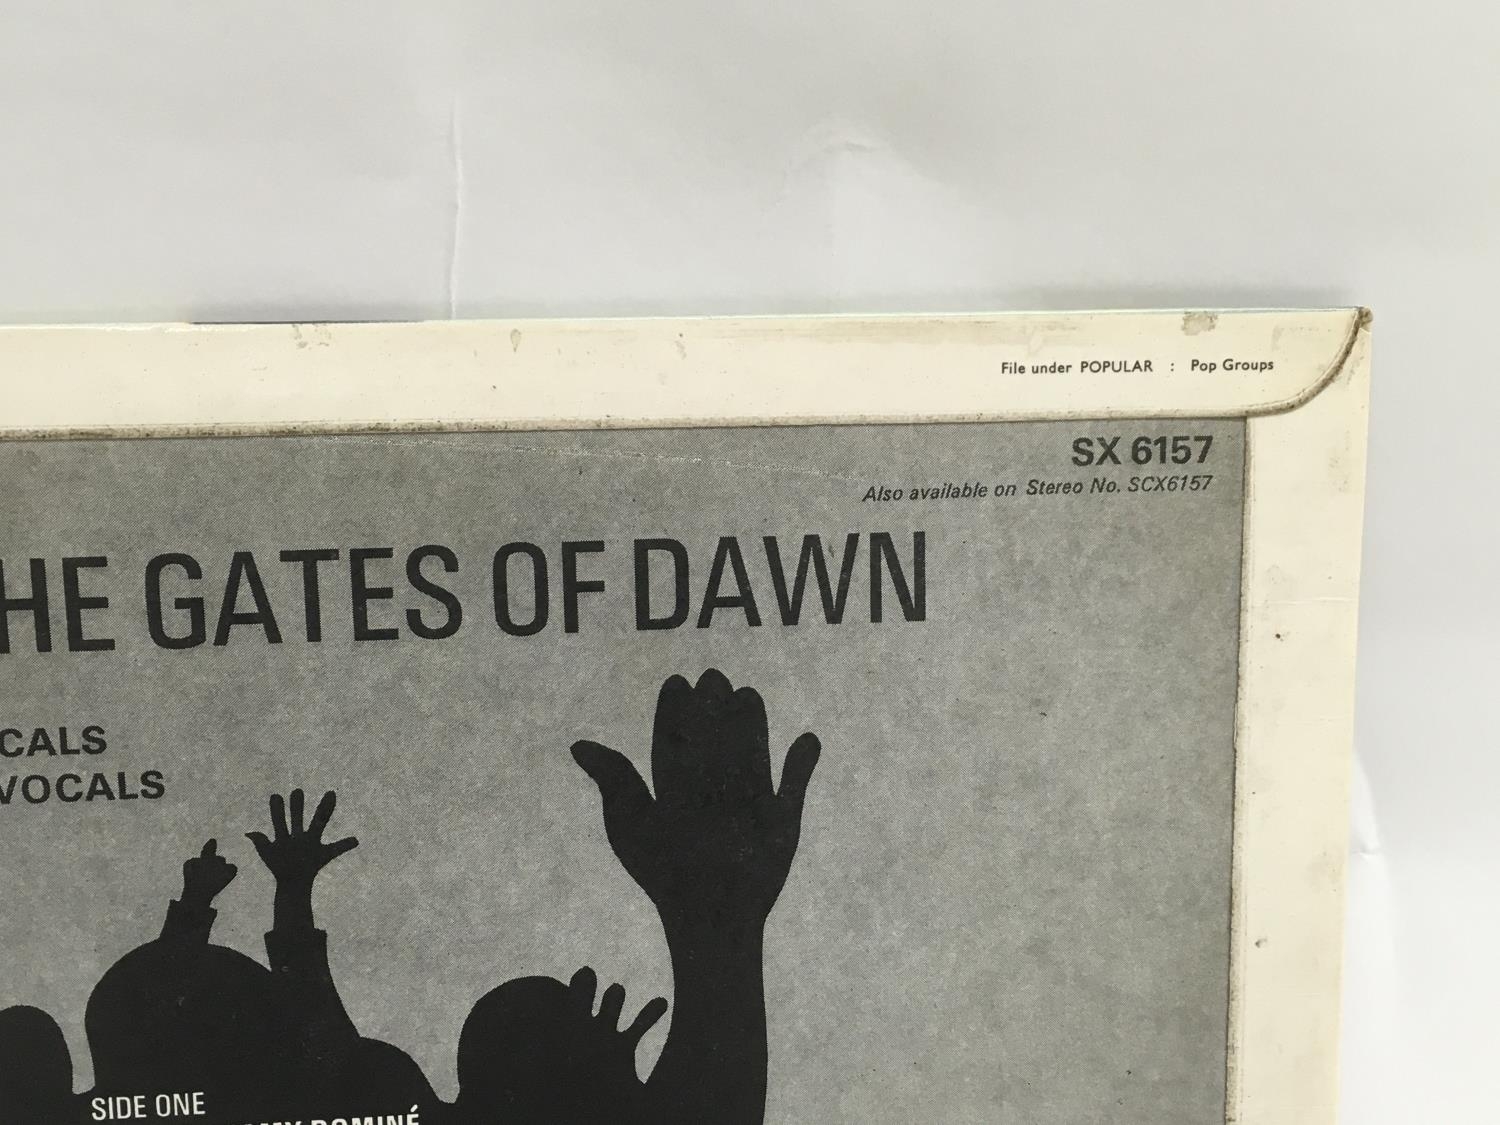 File under POPULAR : Pop Groups
SX 6157
Also available on Stereo No. SCX6157
HE GATES OF DAWN
CALS
VOCALS
SIDE ONE
DOMINÉ